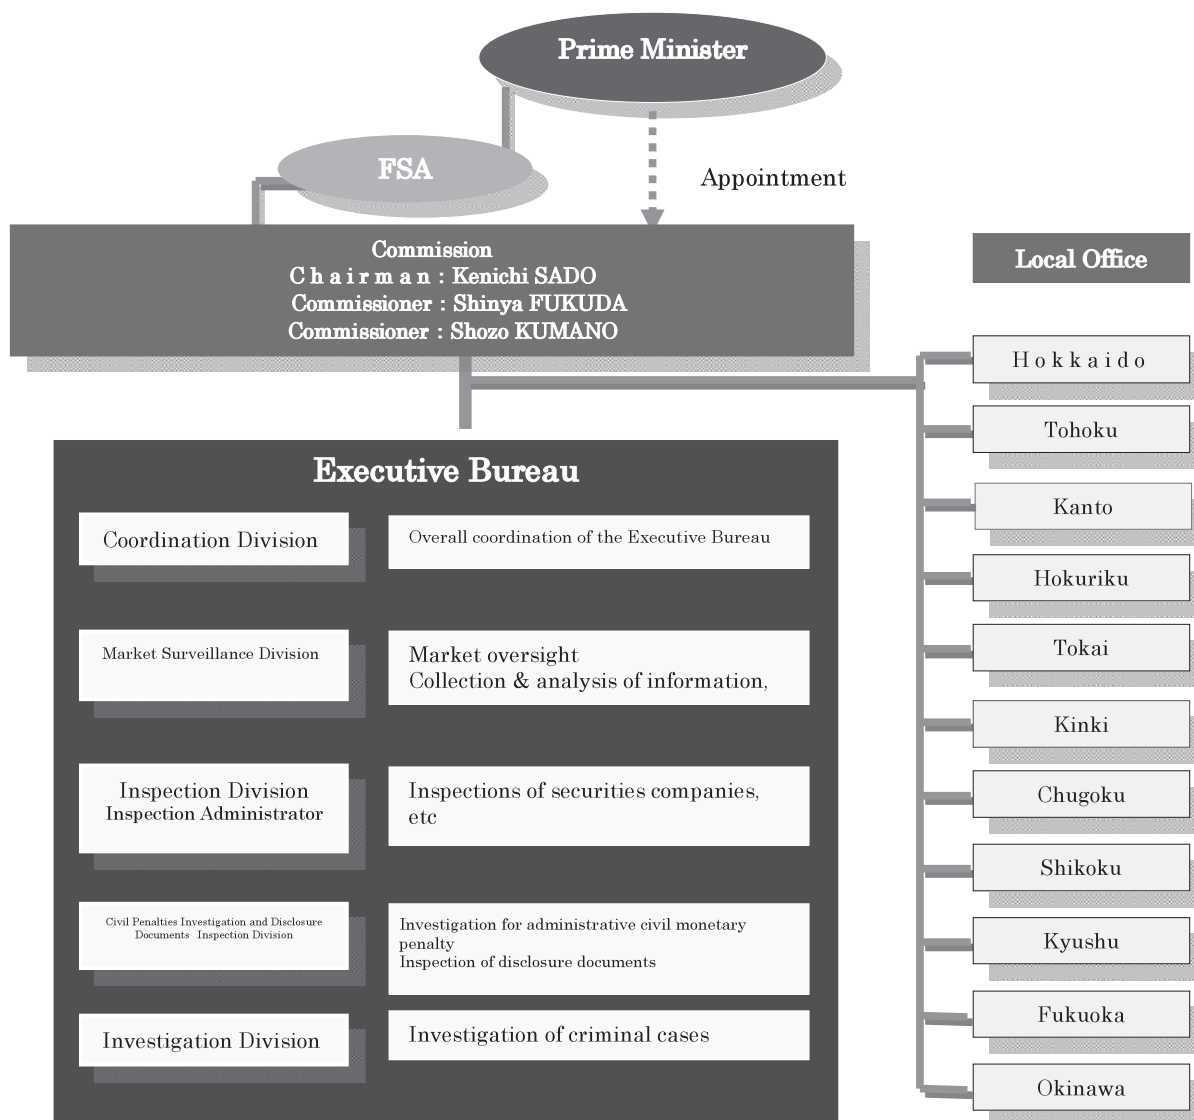 Prime Minister
FSA
Appointment
Commission
Chairman : Kenichi SADO
Commissioner : Shinya FUKUDA
Commissioner : Shozo KUMANO
Executive Bureau
Coordination Division
Overall coordination of the Executive Bureau
Market Surveillance Division
Market oversight
Collection & analysis of information,
Inspection Division
Inspection Administrator
Inspections of securities companies,
etc
Civil Penalties Investigation and Disclosure
Documents Inspection Division
Investigation for administrative civil monetary
penalty
Inspection of disclosure documents
Investigation Division
Investigation of criminal cases
Local Office
Hokkaido
Tohoku
Kanto
Hokuriku
Tokai
Kinki
Chugoku
Shikoku
Kyushu
Fukuoka
Okinawa